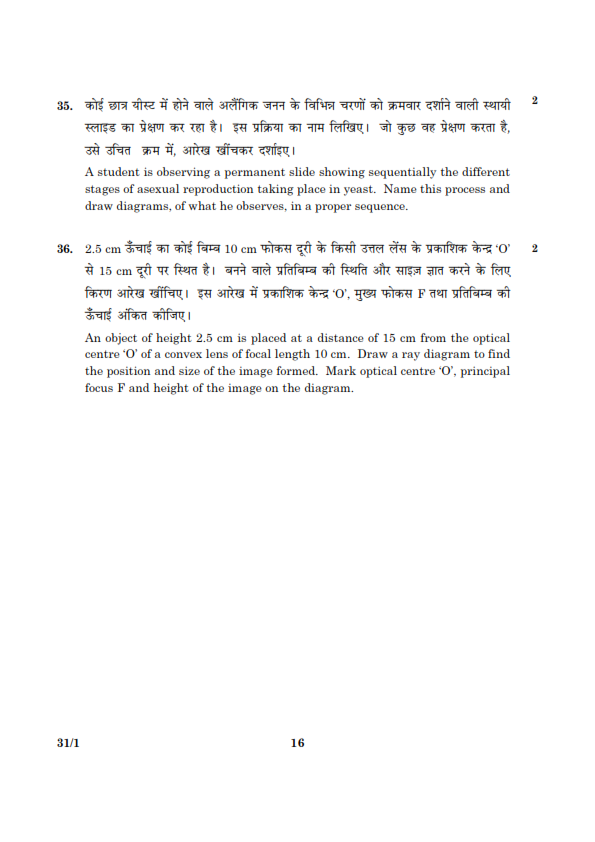 35. कोई छात्र यीस्ट में होने वाले अलैंगिक जनन के विभिन्न चरणों को क्रमवार दर्शाने वाली स्थायी 2
स्लाइड का प्रेक्षण कर रहा है। इस प्रक्रिया का नाम लिखिए। जो कुछ वह प्रेक्षण करता है,
उसे उचित क्रम में, आरेख खींचकर दर्शाइए।
A student is observing a permanent slide showing sequentially the different
stages of asexual reproduction taking place in yeast. Name this process and
draw diagrams, of what he observes, in a proper sequence.
36. 2.5 cm ऊँचाई का कोई बिम्ब 10 cm फोकस दूरी के किसी उत्तल लेंस के प्रकाशिक केन्द्र ‘O’ 2
से 15 cm दूरी पर स्थित है। बनने वाले प्रतिबिम्ब की स्थिति और साइज़ ज्ञात करने के लिए
किरण आरेख खींचिए। इस आरेख में प्रकाशिक केन्द्र ‘O’, मुख्य फोकस F तथा प्रतिबिम्ब की
ऊँचाई अंकित कीजिए।
An object of height 2.5 cm is placed at a distance of 15 cm from the optical
centre ‘O’ of a convex lens of focal length 10 cm. Draw a ray diagram to find
the position and size of the image formed. Mark optical centre ‘O’, principal
focus F and height of the image on the diagram.
31/1 16